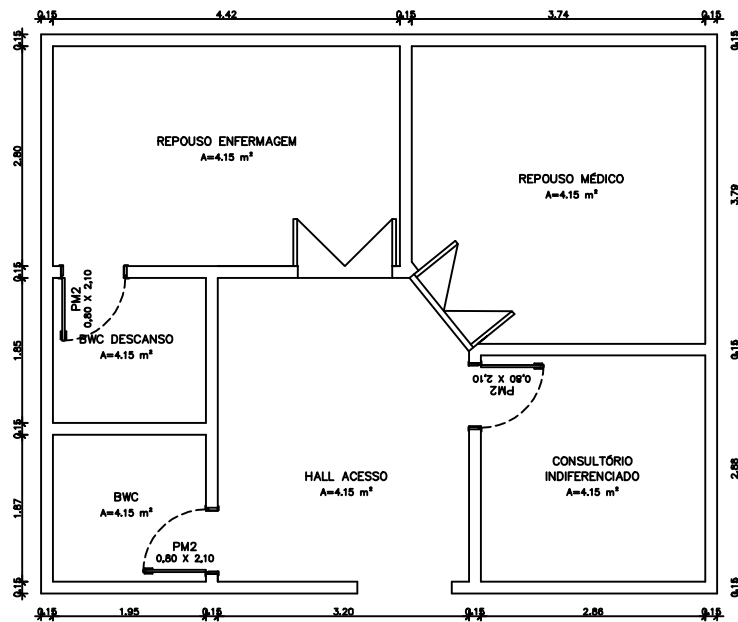 0.15 4.42 0.15 3.74 0.15
0.15
0.15
REPOUSO ENFERMAGEM
A=4.15 m²
2.80
REPOUSO MÉDICO
A=4.15 m²
3.79
0.15
PM2
0,80 X 2,10
BWC DESCANSO
A=4.15 m²
1.85
0.15
PM2
0,80 X 2,10
0.15
HALL ACESSO
A=4.15 m²
CONSULTÓRIO
INDIFERENCIADO
A=4.15 m²
2.88
BWC
A=4.15 m²
1.87
PM2
0,80 X 2,10
0.15
0.15
0.15 1.95 0.15 3.20 0.15 2.86 0.15